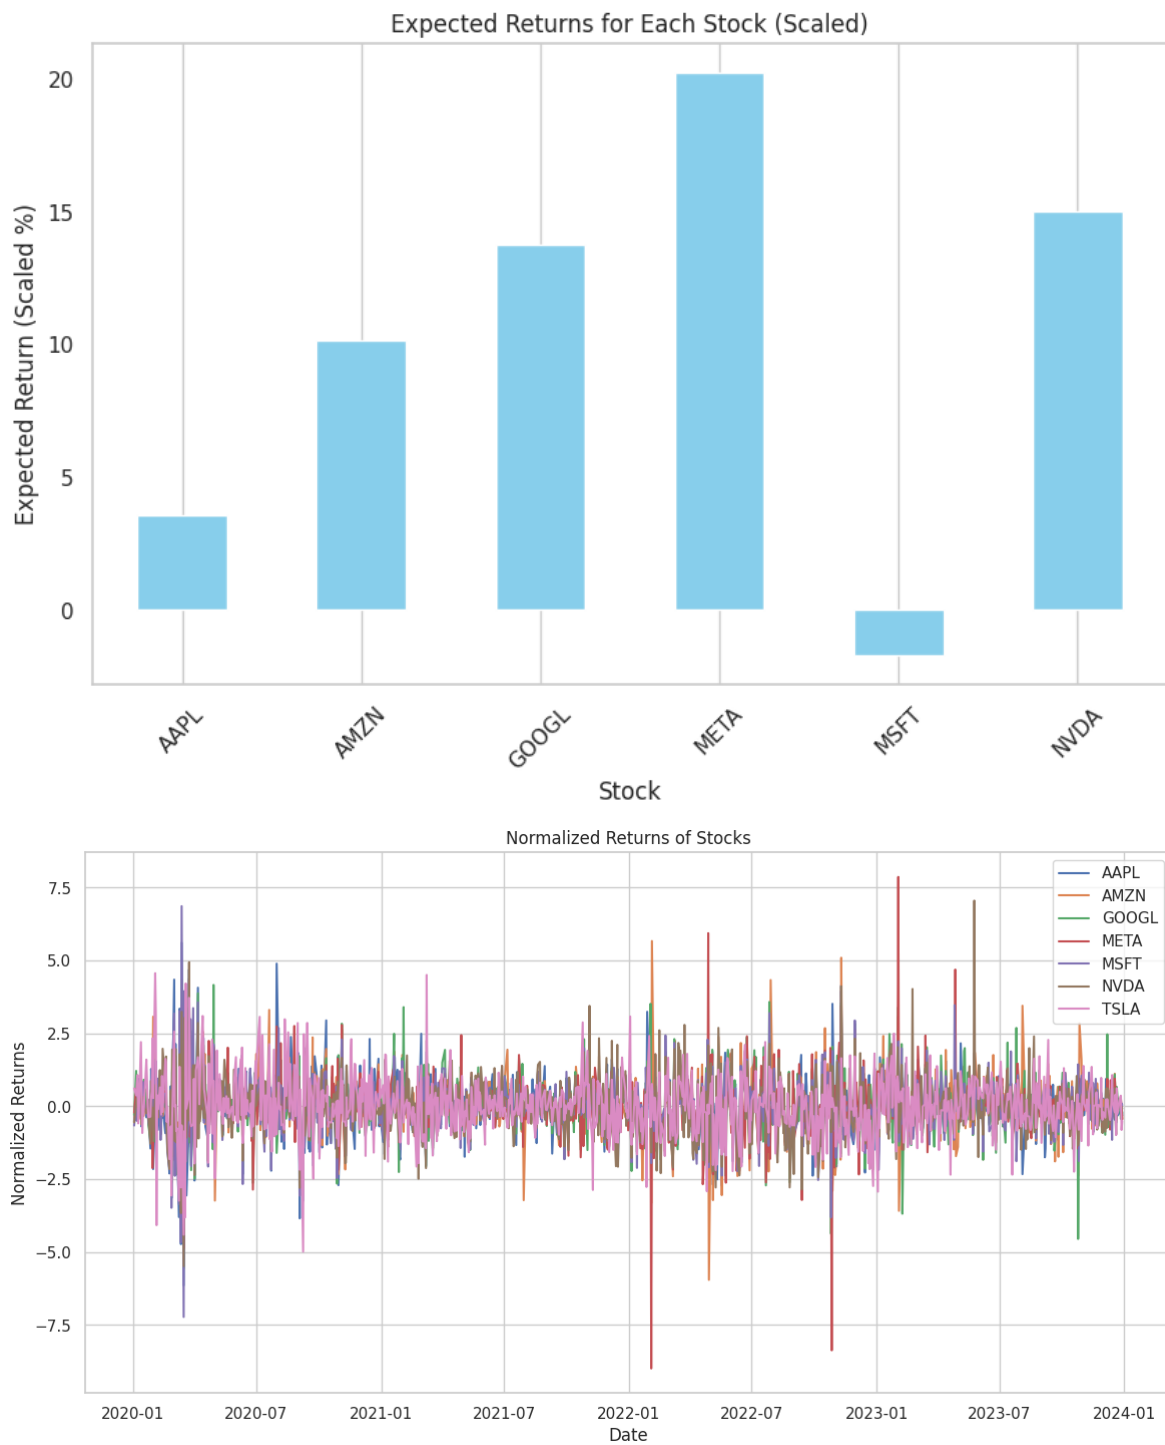 Expected Returns for Each Stock (Scaled)
Expected Return (Scaled %)
20
15
10
5
0
AAPL
AMZN
GOOGL
META
MSFT
NVDA
Stock
Normalized Returns of Stocks
Normalized Returns
7.5
5.0
2.5
0.0
−2.5
−5.0
−7.5
AAPL
AMZN
GOOGL
META
MSFT
NVDA
TSLA
2020-01 2020-07 2021-01 2021-07 2022-01 2022-07 2023-01 2023-07 2024-01
Date